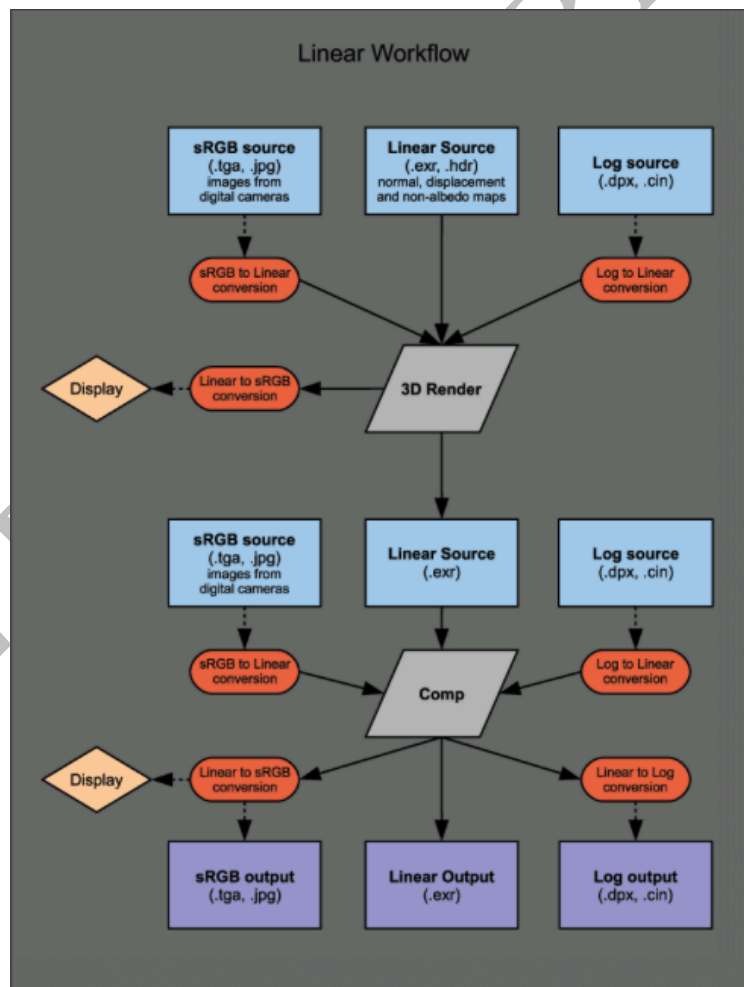 Linear Workflow
sRGB source
(.tga, .jpg)
images from
digital cameras
Linear Source
(.exr, .hdr)
normal, displacement
and non-albedo maps
Log source
(.dpx, .cin)
sRGB to Linear
conversion
Log to Linear
conversion
Display
Linear to sRGB
conversion
3D Render
sRGB source
(.tga, .jpg)
images from
digital cameras
Linear Source
(.exr)
Log source
(.dpx, .cin)
sRGB to Linear
conversion
Comp
Log to Linear
conversion
Display
Linear to sRGB
conversion
Linear to Log
conversion
sRGB output
(.tga, .jpg)
Linear Output
(.exr)
Log output
(.dpx, .cin)